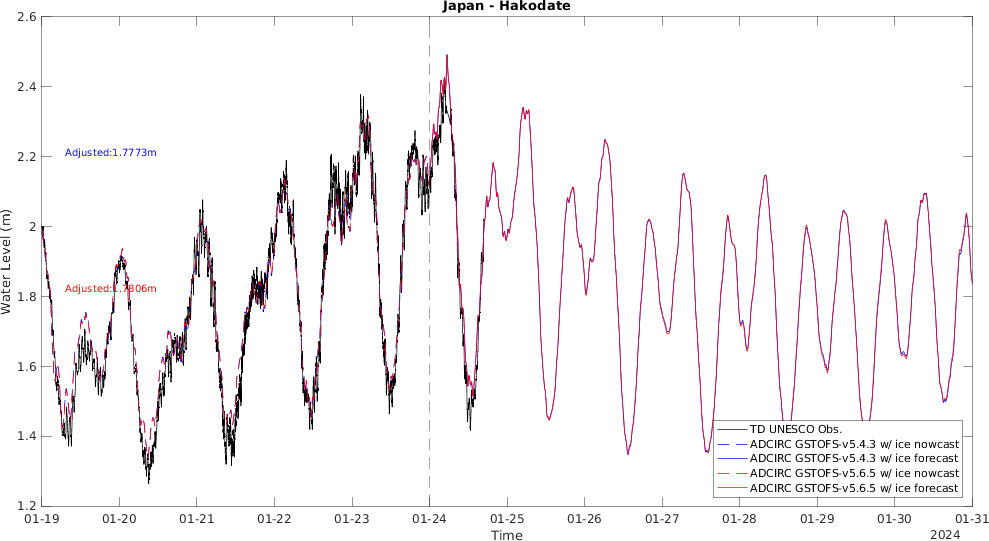 Japan - Hakodate
2.6
2.4
2.2
2
1.8
1.6
1.4
1.2
Water Level (m)
Adjusted:1.7773m
Adjusted:1.7806m
TD UNESCO Obs.
ADCIRC GSTOFS-v5.4.3 w/ ice nowcast
ADCIRC GSTOFS-v5.4.3 w/ ice forecast
ADCIRC GSTOFS-v5.6.5 w/ ice nowcast
ADCIRC GSTOFS-v5.6.5 w/ ice forecast
01-19 01-20 01-21 01-22 01-23 01-24 01-25 01-26 01-27 01-28 01-29 01-30 01-31
Time
2024